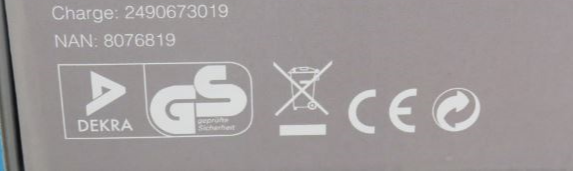 Charge: 2490673019
NAN: 8076819
DEKRA
GS
geprüfte
Sicherheit
CE